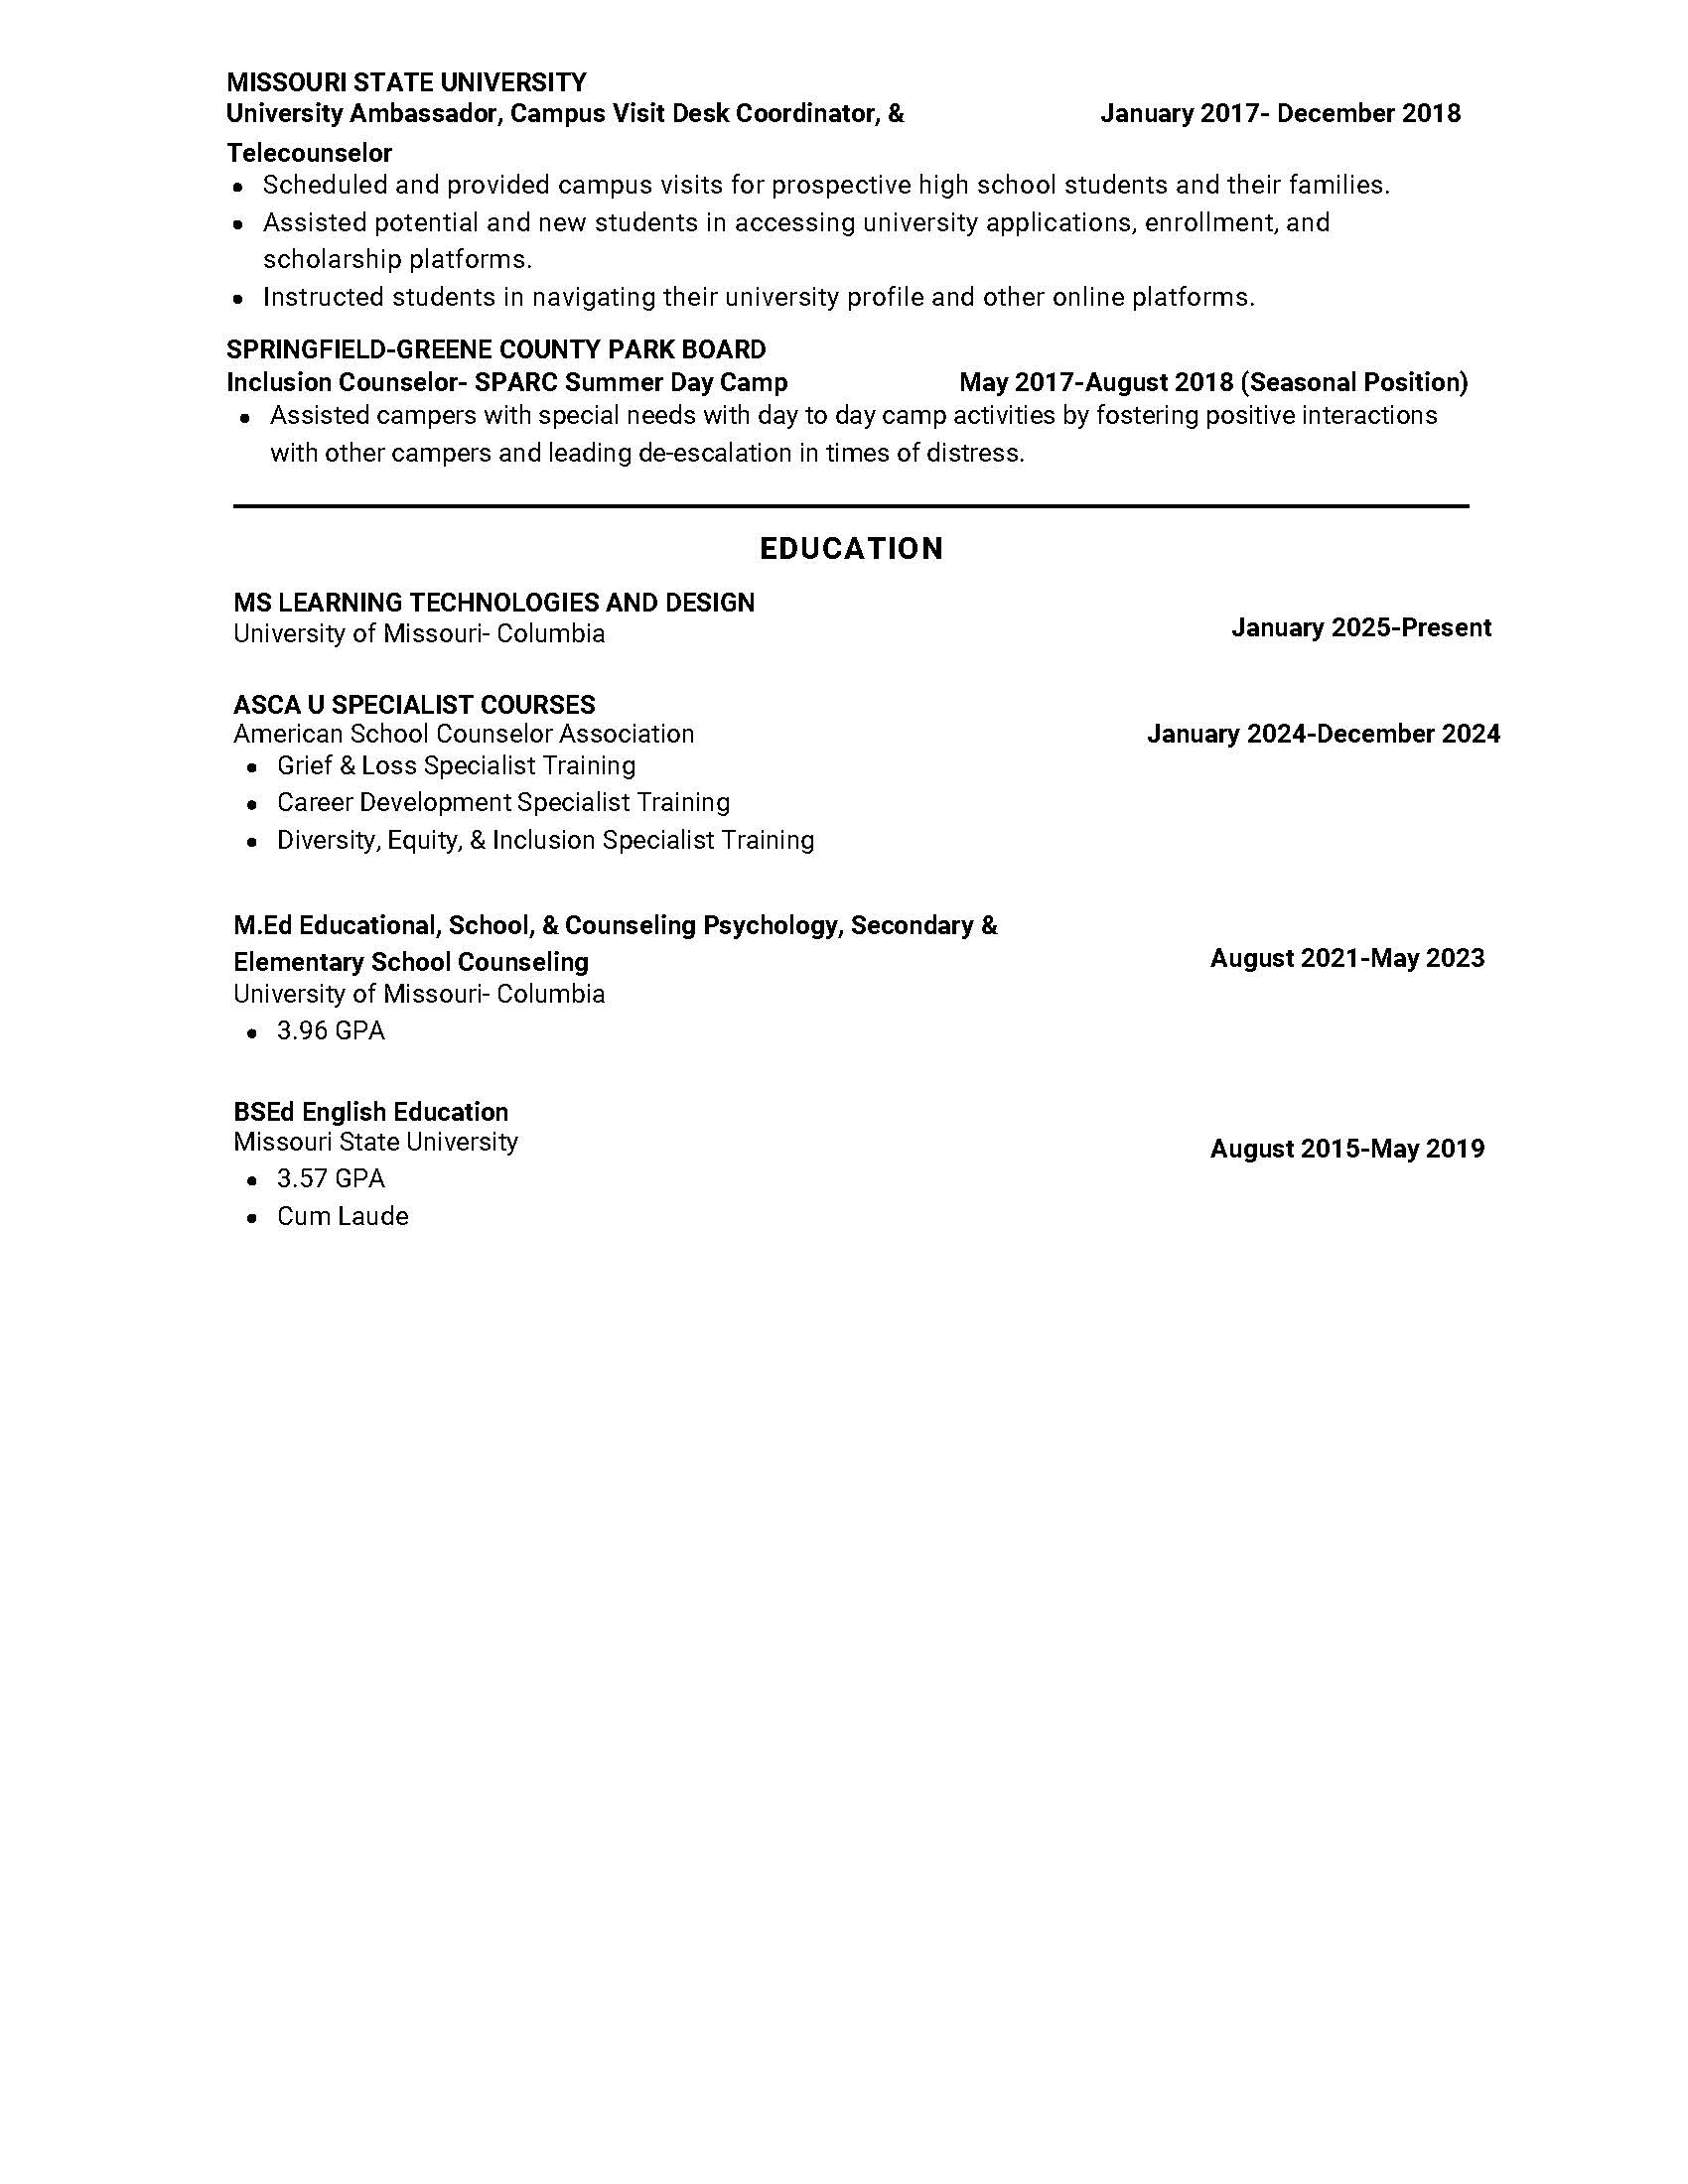 MISSOURI STATE UNIVERSITY
University Ambassador, Campus Visit Desk Coordinator, & January 2017- December 2018
Telecounselor
• Scheduled and provided campus visits for prospective high school students and their families.
• Assisted potential and new students in accessing university applications, enrollment, and
scholarship platforms.
• Instructed students in navigating their university profile and other online platforms.
SPRINGFIELD-GREENE COUNTY PARK BOARD
Inclusion Counselor- SPARC Summer Day Camp May 2017-August 2018 (Seasonal Position)
• Assisted campers with special needs with day to day camp activities by fostering positive interactions
with other campers and leading de-escalation in times of distress.
EDUCATION
MS LEARNING TECHNOLOGIES AND DESIGN
University of Missouri- Columbia January 2025-Present
ASCA U SPECIALIST COURSES
American School Counselor Association January 2024-December 2024
• Grief & Loss Specialist Training
• Career Development Specialist Training
• Diversity, Equity, & Inclusion Specialist Training
M.Ed Educational, School, & Counseling Psychology, Secondary &
Elementary School Counseling August 2021-May 2023
University of Missouri- Columbia
• 3.96 GPA
BSEd English Education
Missouri State University August 2015-May 2019
• 3.57 GPA
• Cum Laude